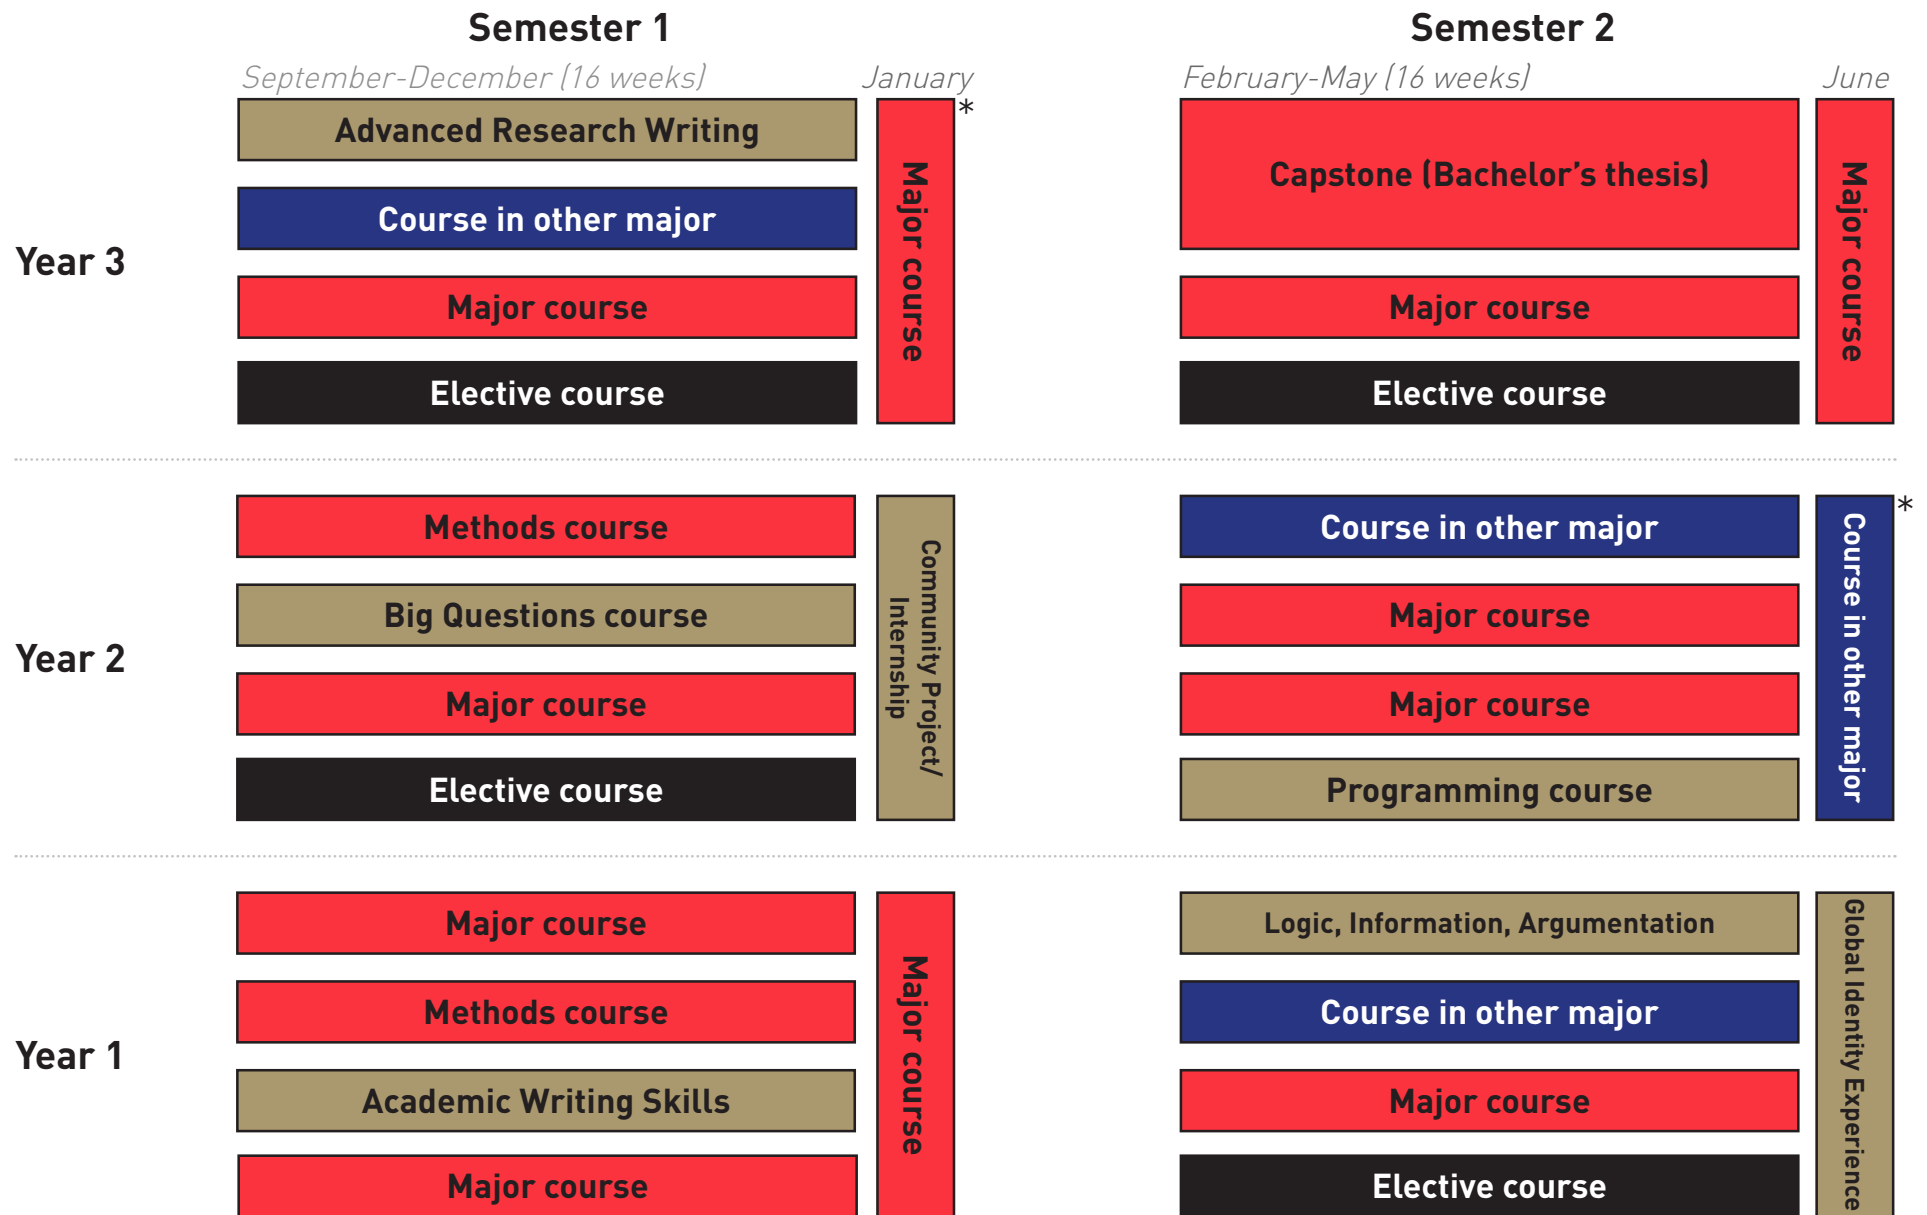 Semester 1
Semester 2
September-December (16 weeks)
January
February-May (16 weeks)
June
Year 3
Advanced Research Writing
Course in other major
Major course
Elective course
Major course
*
Capstone (Bachelor's thesis)
Major course
Elective course
Major course
Year 2
Methods course
Big Questions course
Major course
Elective course
Community Project/
Internship
Course in other major
Major course
Major course
Programming course
Course in other major
*
Year 1
Major course
Methods course
Academic Writing Skills
Major course
Major course
Logic, Information, Argumentation
Course in other major
Major course
Elective course
Global Identity Experience